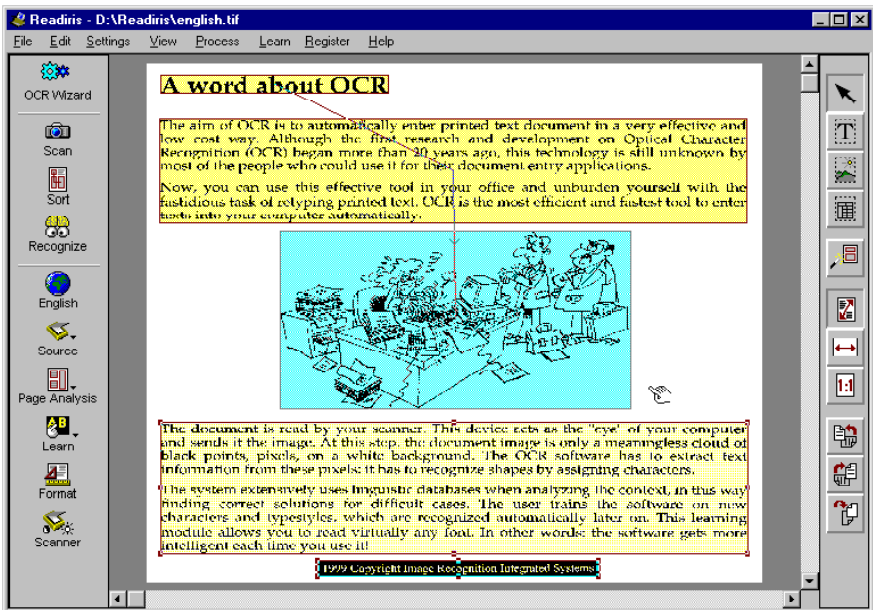 Readiris - D:\Readiris\english.tif
File Edit Settings View Process Learn Register Help
OCR Wizard
Scan
Sort
Recognize
English
Source
Page Analysis
Learn
Format
Scanner
A word about OCR
The aim of OCR is to automatically enter printed text document in a very effective and
low cost way. Although the first research and development on Optical Character
Recognition (OCR) began more than 20 years ago, this technology is still unknown by
most of the people who could use it for their document entry applications.
Now, you can use this effective tool in your office and unburden yourself with the
fastidious task of retyping printed text. OCR is the most efficient and fastest tool to enter
texts into your computer automatically.
The document is read by your scanner. This device acts as the "eye" of your computer
and sends it the image. At this step, the document image is only a meaningless cloud of
black points, pixels, on a white background. The OCR software has to extract text
information from these pixels: it has to recognize shapes by assigning characters.
The system extensively uses linguistic databases when analyzing the context, in this way
finding correct solutions for difficult cases. The user trains the software on new
characters and typestyles, which are recognized automatically later on. This learning
module allows you to read virtually any font. In other words: the software gets more
intelligent each time you use it!
1999 Copyright Image Recognition Integrated Systems
T
1:1